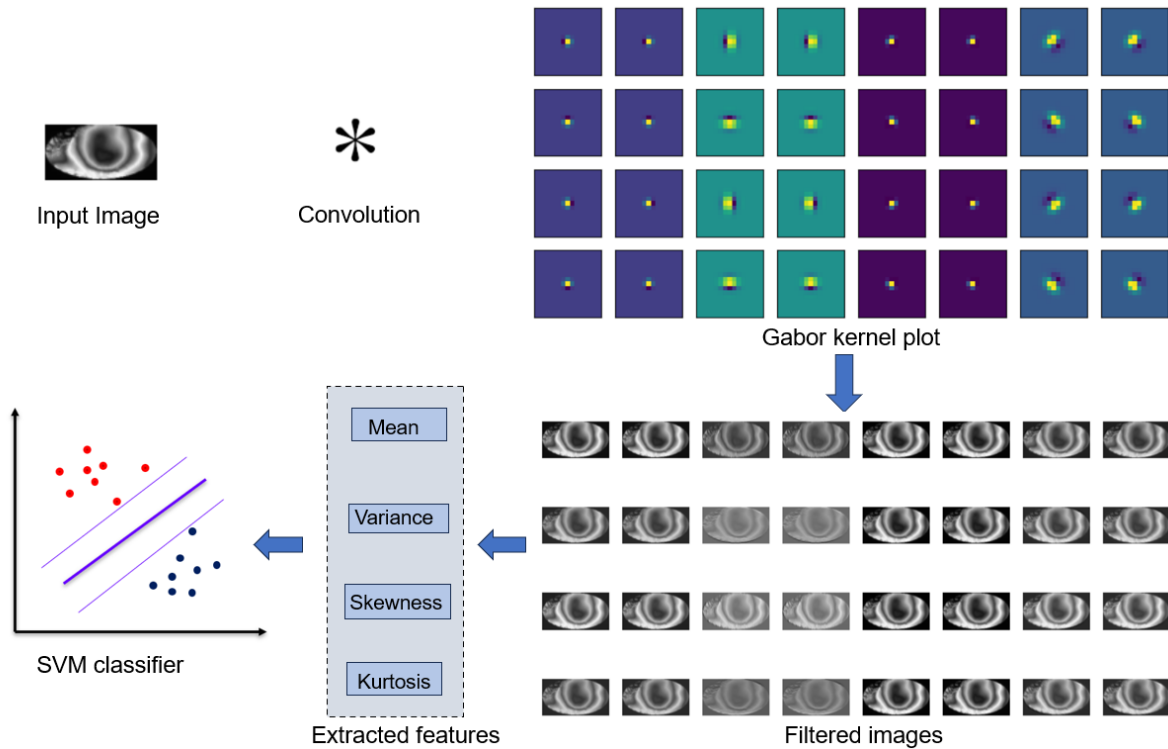 Input Image
*
Convolution
Gabor kernel plot
Mean
Variance
Skewness
Kurtosis
SVM classifier
Extracted features
Filtered images